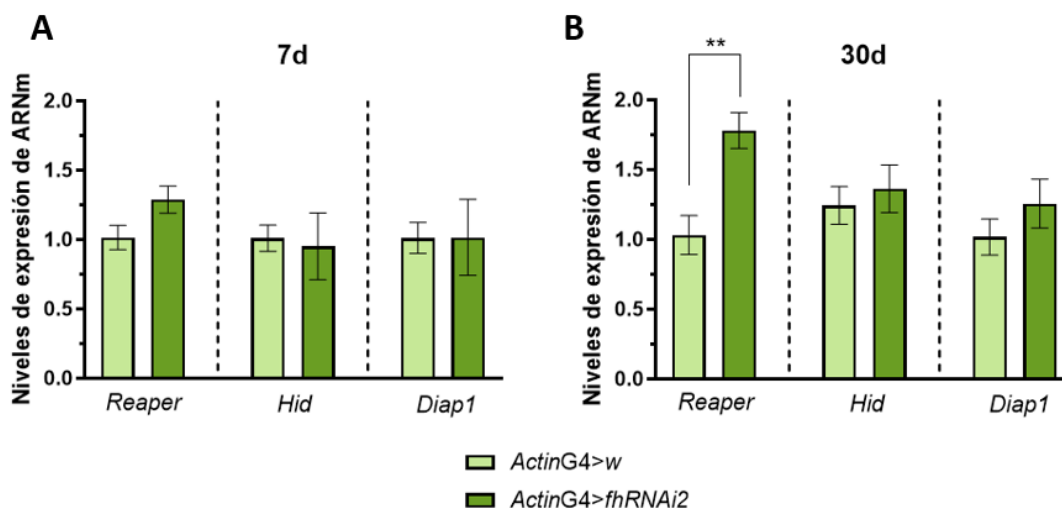 A
7d
Niveles de expresión de ARNm
2.0
1.5
1.0
0.5
0.0
Reaper Hid Diap1
B
30d
**
Niveles de expresión de ARNm
2.0
1.5
1.0
0.5
0.0
Reaper Hid Diap1
ActinG4>w
ActinG4>fhRNAi2